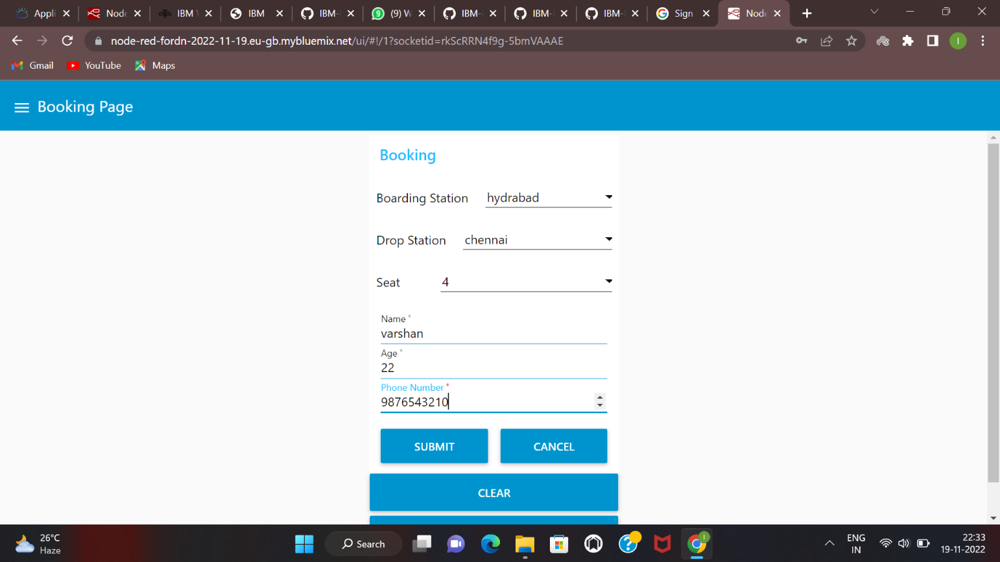 Appli
Node
IBM W
IBM
IBM-
(9) W
IBM-
IBM-
IBM-
Sign
Node
node-red-fordn-2022-11-19.eu-gb.mybluemix.net/ui/#!/1?socketid=rkScRRN4f9g-5bmVAAAE
I
Gmail
YouTube
Maps
Booking Page
Booking
Boarding Station hydrabad
Drop Station chennai
Seat 4
Name *
varshan
Age *
22
Phone Number *
9876543210
SUBMIT CANCEL
CLEAR
26°C
Haze
Search
ENG
IN
22:33
19-11-2022